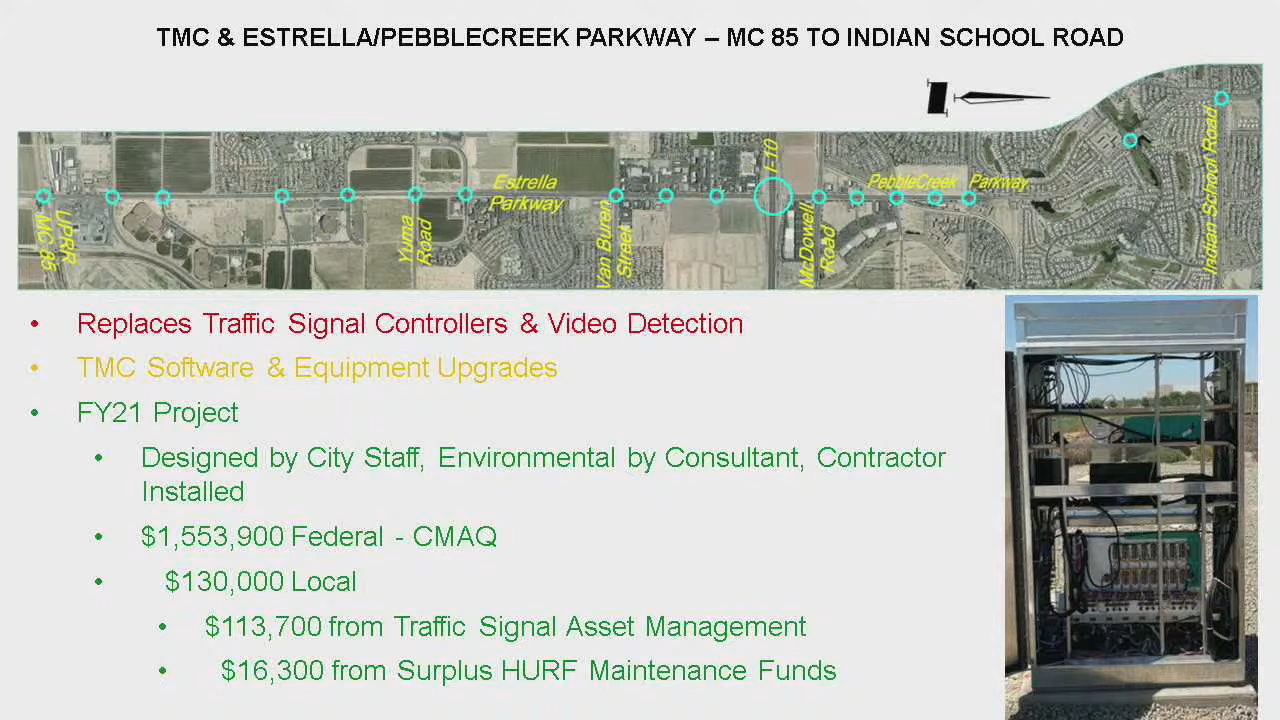 TMC & ESTRELLA/PEBBLECREEK PARKWAY – MC 85 TO INDIAN SCHOOL ROAD
UPRR
MC 85
Yuma
Road
Estrella
Parkway
Van Buren
Street
I-10
McDowell
Road
PebbleCreek Parkway
Indian School Road
• Replaces Traffic Signal Controllers & Video Detection
• TMC Software & Equipment Upgrades
• FY21 Project
• Designed by City Staff, Environmental by Consultant, Contractor
Installed
• $1,553,900 Federal - CMAQ
• $130,000 Local
• $113,700 from Traffic Signal Asset Management
• $16,300 from Surplus HURF Maintenance Funds